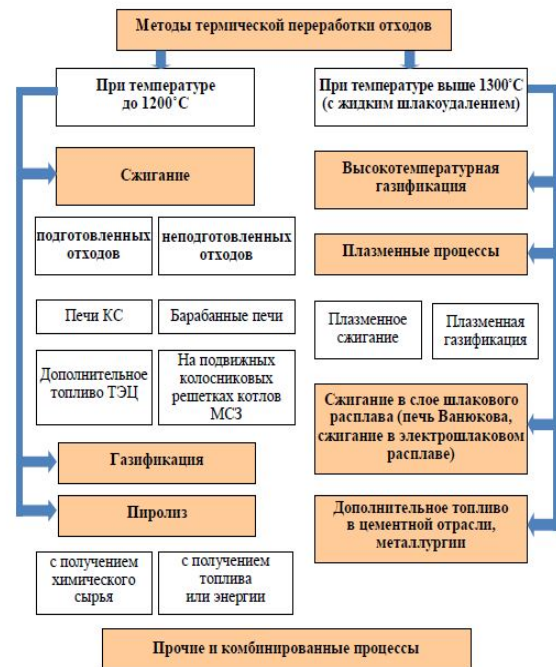 Методы термической переработки отходов
При температуре
до 1200˚С
При температуре выше 1300˚С
(с жидким шлакоудалением)
Сжигание
Высокотемпературная
газификация
подготовленных
отходов
неподготовленных
отходов
Плазменные процессы
Печи КС
Барабанные печи
Плазменное
сжигание
Плазменная
газификация
Дополнительное
топливо ТЭЦ
На подвижных
колосниковых
решетках котлов
МСЗ
Сжигание в слое шлакового
расплава (печь Ванюкова,
сжигание в электрошлаковом
расплаве)
Газификация
Пиролиз
Дополнительное топливо
в цементной отрасли,
металлургии
с получением
химического
сырья
с получением
топлива
или энергии
Прочие и комбинированные процессы